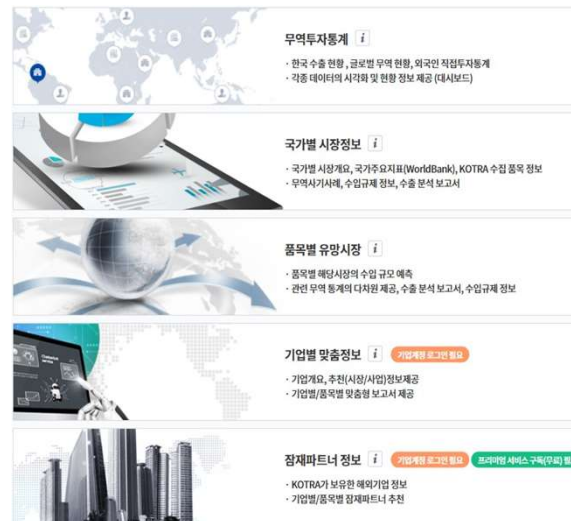 무역투자통계 i
· 한국 수출 현황 , 글로벌 무역 현황, 외국인 직접투자통계
· 각종 데이터의 시각화 및 현황 정보 제공 (대시보드)
국가별 시장정보 i
· 국가별 시장개요, 국가주요지표(WorldBank), KOTRA 수집 품목 정보
· 무역사기사례, 수입규제 정보, 수출 분석 보고서
품목별 유망시장 i
· 품목별 해당시장의 수입 규모 예측
· 관련 무역 통계의 다차원 제공, 수출 분석 보고서, 수입규제 정보
기업별 맞춤정보 i 기업계정 로그인 필요
· 기업개요, 추천(시장/사업)정보제공
· 기업별/품목별 맞춤형 보고서 제공
잠재파트너 정보 i 기업계정 로그인 필요 프리미엄 서비스 구독(무료)
· KOTRA가 보유한 해외기업 정보
· 기업별/품목별 잠재파트너 추천